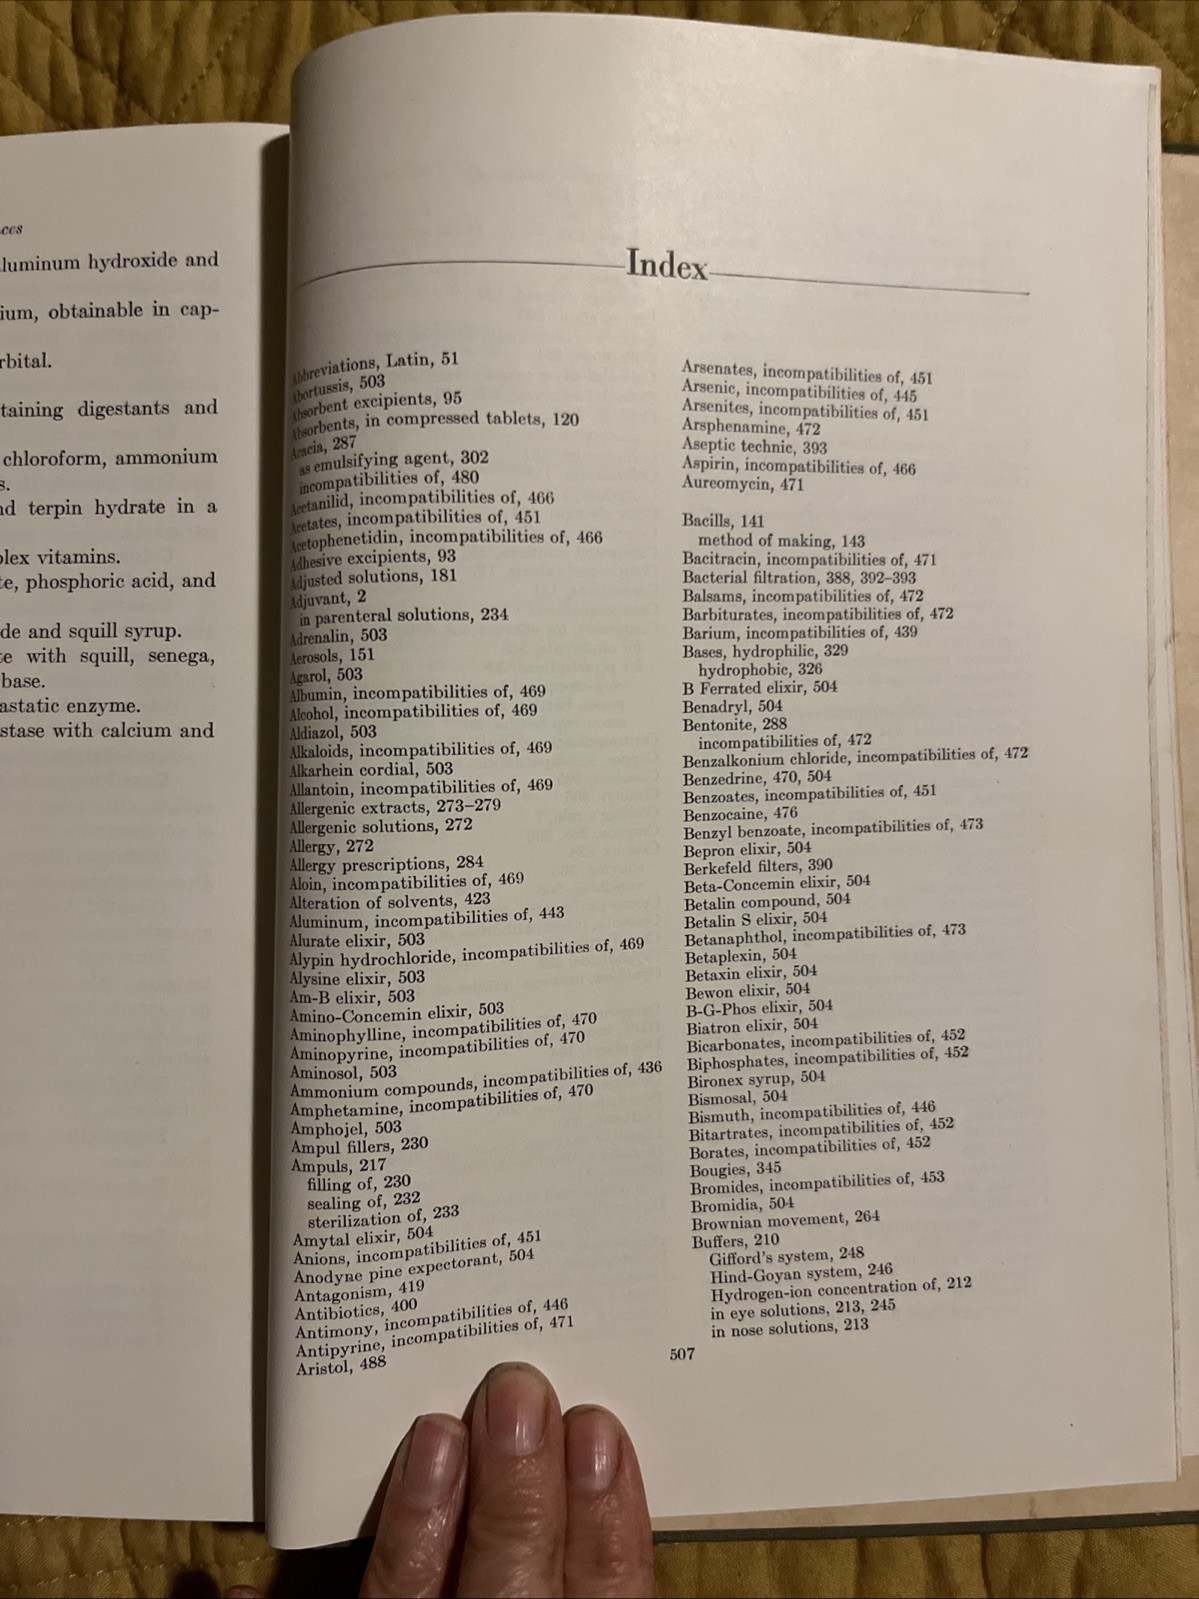 ces
luminum hydroxide and
ium, obtainable in cap-
rbital.
taining digestants and
chloroform, ammonium
s.
nd terpin hydrate in a
plex vitamins.
te, phosphoric acid, and
de and squill syrup.
te with squill, senega,
base.
astatic enzyme.
stase with calcium and
Index
Abbreviations, Latin, 51
Abortussis, 503
Absorbent excipients, 95
Absorbents, in compressed tablets, 120
Acacia, 287
as emulsifying agent, 302
incompatibilities of, 480
Acetanilid, incompatibilities of, 466
Acetates, incompatibilities of, 451
Acetophenetidin, incompatibilities of, 466
Adhesive excipients, 93
Adjusted solutions, 181
Adjuvant, 2
in parenteral solutions, 234
Adrenalin, 503
Aerosols, 151
Agarol, 503
Albumin, incompatibilities of, 469
Alcohol, incompatibilities of, 469
Aldiazol, 503
Alkaloids, incompatibilities of, 469
Alkarhein cordial, 503
Allantoin, incompatibilities of, 469
Allergenic extracts, 273–279
Allergenic solutions, 272
Allergy, 272
Allergy prescriptions, 284
Aloin, incompatibilities of, 469
Alteration of solvents, 423
Aluminum, incompatibilities of, 443
Alurate elixir, 503
Alypin hydrochloride, incompatibilities of, 469
Alysine elixir, 503
Am-B elixir, 503
Amino-Concemin elixir, 503
Aminophylline, incompatibilities of, 470
Aminopyrine, incompatibilities of, 470
Aminosol, 503
Ammonium compounds, incompatibilities of, 436
Amphetamine, incompatibilities of, 470
Amphojel, 503
Ampul fillers, 230
Ampuls, 217
filling of, 230
sealing of, 232
sterilization of, 233
Amytal elixir, 504
Anions, incompatibilities of, 451
Anodyne pine expectorant, 504
Antagonism, 419
Antibiotics, 400
Antimony, incompatibilities of, 446
Antipyrine, incompatibilities of, 471
Aristol, 488
Arsenates, incompatibilities of, 451
Arsenic, incompatibilities of, 445
Arsenites, incompatibilities of, 451
Arsphenamine, 472
Aseptic technic, 393
Aspirin, incompatibilities of, 466
Aureomycin, 471
Bacills, 141
method of making, 143
Bacitracin, incompatibilities of, 471
Bacterial filtration, 388, 392–393
Balsams, incompatibilities of, 472
Barbiturates, incompatibilities of, 472
Barium, incompatibilities of, 439
Bases, hydrophilic, 329
hydrophobic, 326
B Ferrated elixir, 504
Benadryl, 504
Bentonite, 288
incompatibilities of, 472
Benzalkonium chloride, incompatibilities of, 472
Benzedrine, 470, 504
Benzoates, incompatibilities of, 451
Benzocaine, 476
Benzyl benzoate, incompatibilities of, 473
Bepron elixir, 504
Berkefeld filters, 390
Beta-Concemin elixir, 504
Betalin compound, 504
Betalin S elixir, 504
Betanaphthol, incompatibilities of, 473
Betaplexin, 504
Betaxin elixir, 504
Bewon elixir, 504
B-G-Phos elixir, 504
Biatron elixir, 504
Bicarbonates, incompatibilities of, 452
Biphosphates, incompatibilities of, 452
Bironex syrup, 504
Bismosal, 504
Bismuth, incompatibilities of, 446
Bitartrates, incompatibilities of, 452
Borates, incompatibilities of, 452
Bougies, 345
Bromides, incompatibilities of, 453
Bromidia, 504
Brownian movement, 264
Buffers, 210
Gifford's system, 248
Hind-Goyan system, 246
Hydrogen-ion concentration of, 212
in eye solutions, 213, 245
in nose solutions, 213
507